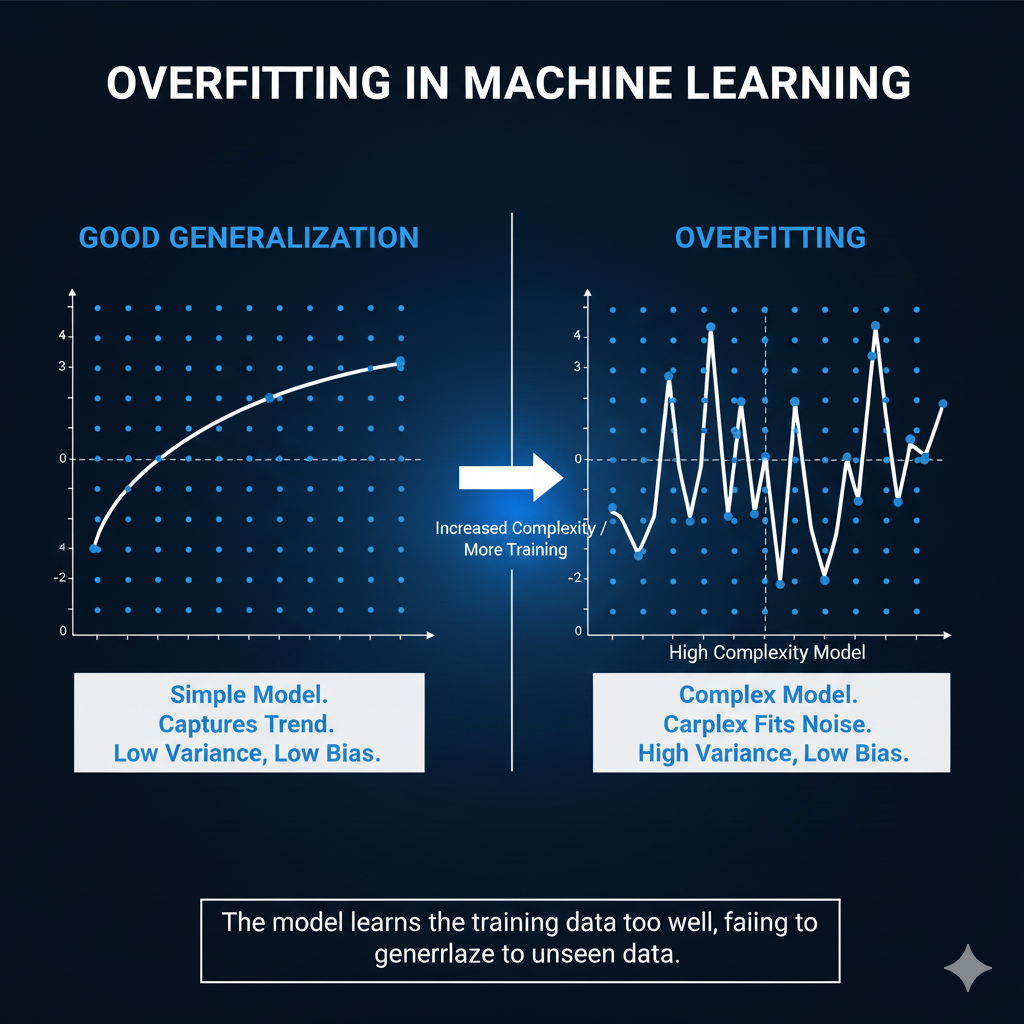 OVERFITTING IN MACHINE LEARNING
GOOD GENERALIZATION
4
3
0
4
-2
0
Simple Model.
Captures Trend.
Low Variance, Low Bias.
Increased Complexity /
More Training
OVERFITTING
4
3
0
-2
0
High Complexity Model
Complex Model.
Carplex Fits Noise.
High Variance, Low Bias.
The model learns the training data too well, faiing to
generrlaze to unseen data.